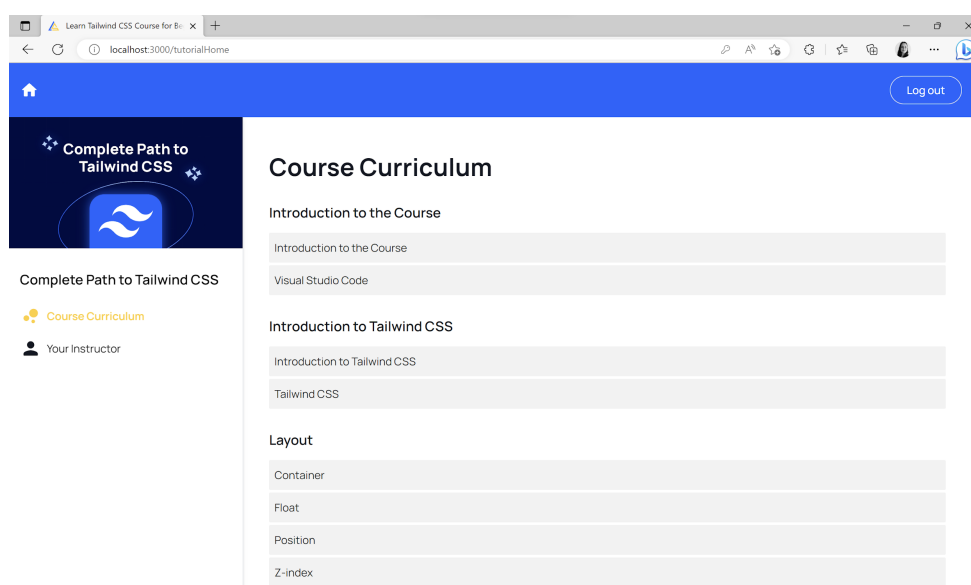 Learn Tailwind CSS Course for Be
localhost:3000/tutorialHome
Log out
Complete Path to
Tailwind CSS
Complete Path to Tailwind CSS
Course Curriculum
Your Instructor
Course Curriculum
Introduction to the Course
Introduction to the Course
Visual Studio Code
Introduction to Tailwind CSS
Introduction to Tailwind CSS
Tailwind CSS
Layout
Container
Float
Position
Z-index